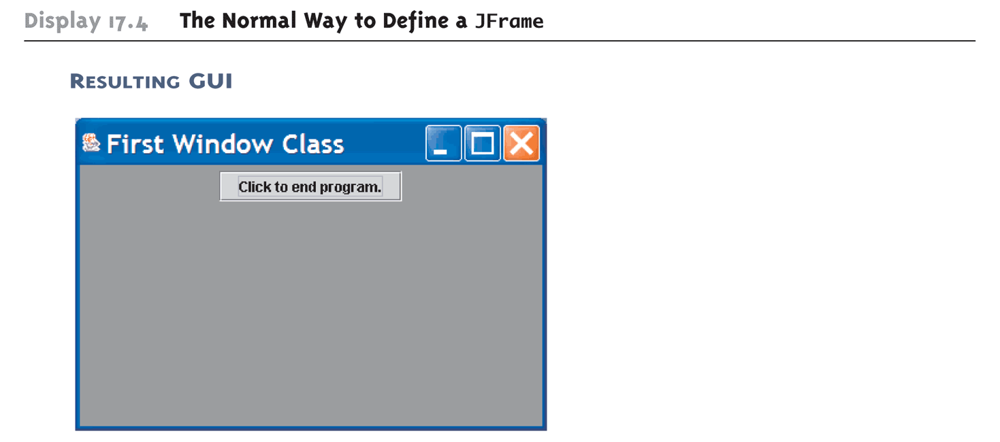 Display 17.4 The Normal Way to Define a JFrame
RESULTING GUI
First Window Class
Click to end program.